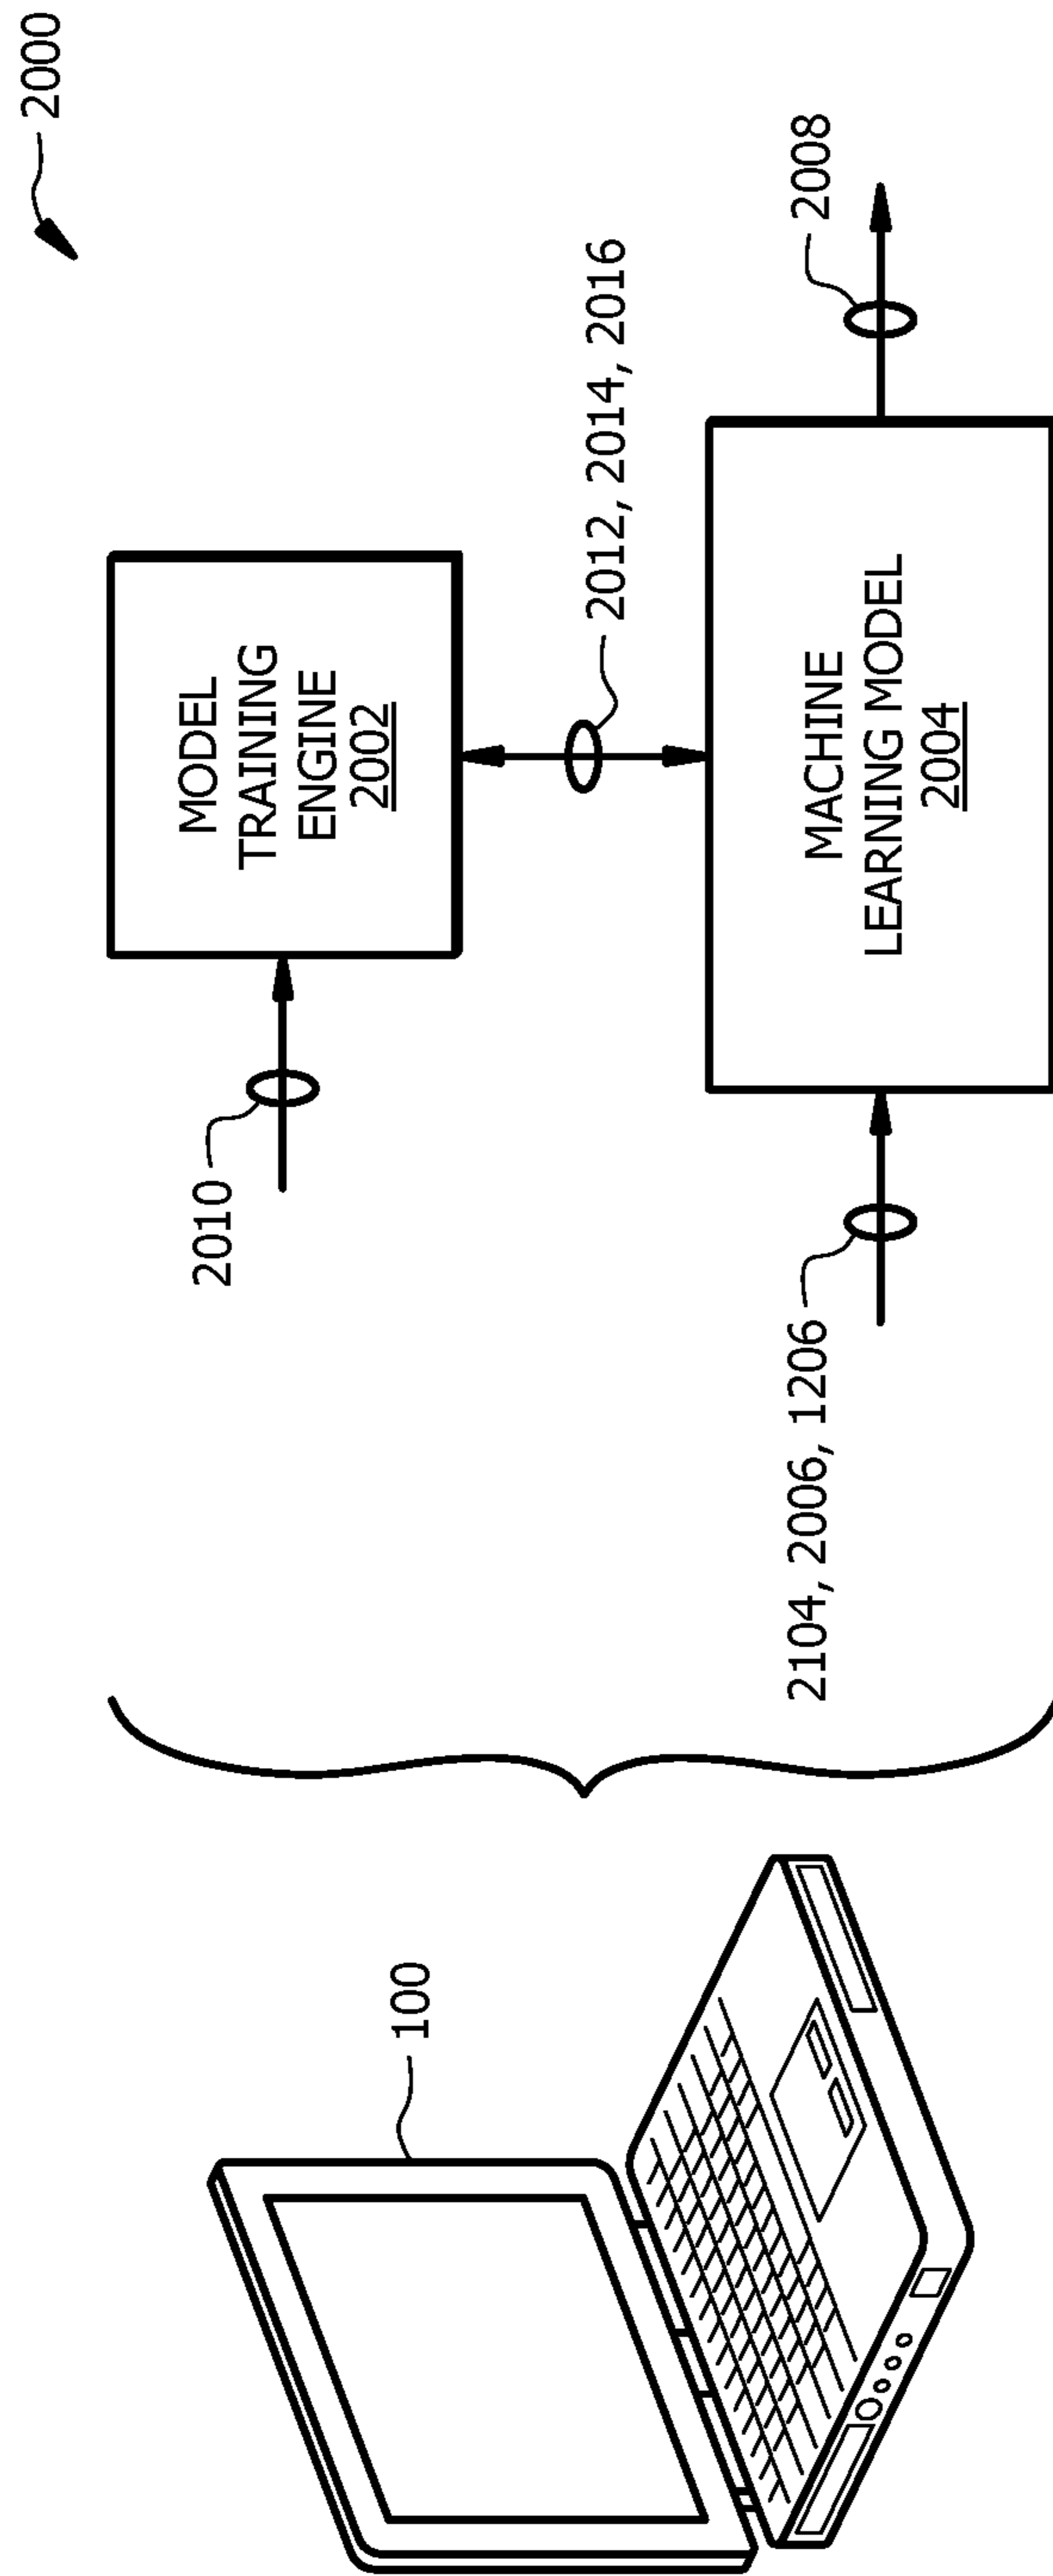 2000
2010
MODEL
TRAINING
ENGINE
2002
2012, 2014, 2016
100
2104, 2006, 1206
MACHINE
LEARNING MODEL
2004
2008